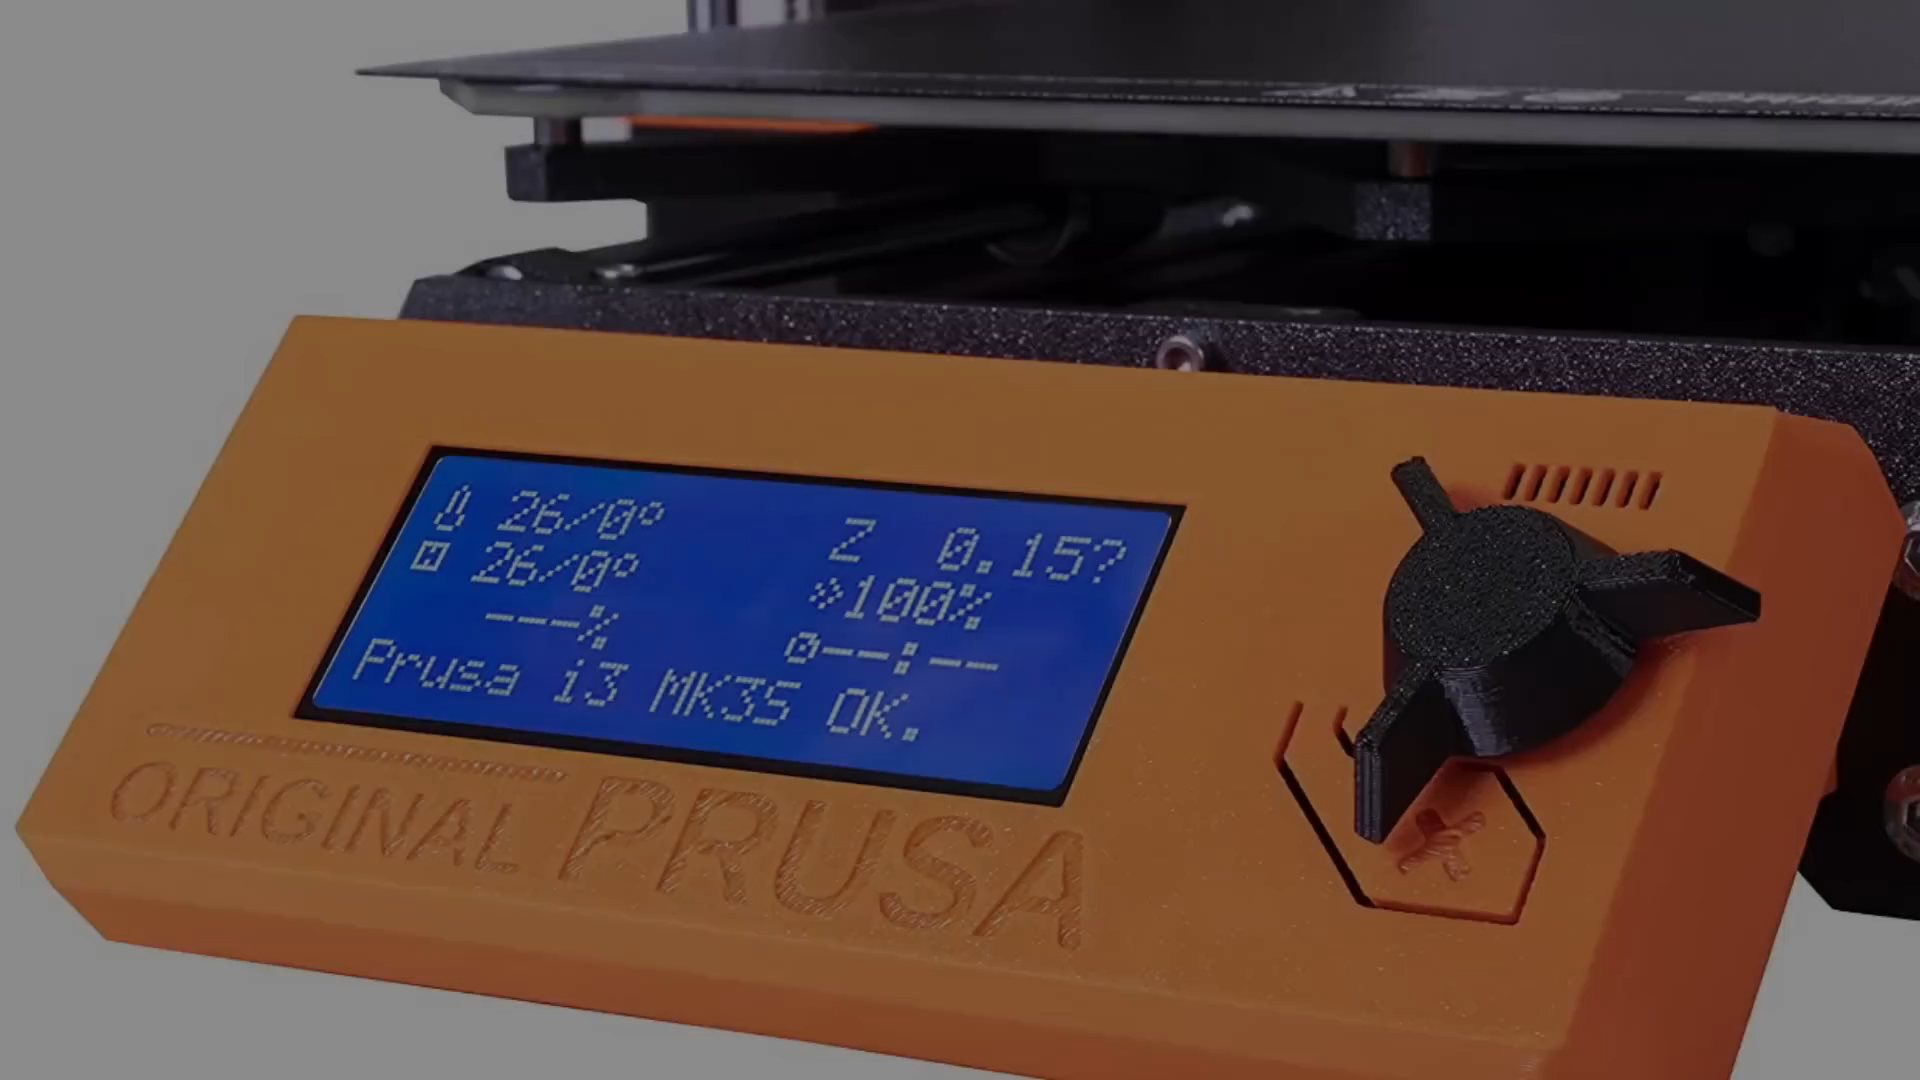 26/0° Z 0.15?
26/0° 100%
---% 0--:--
Prusa i3 MK3S OK.
ORIGINAL PRUSA